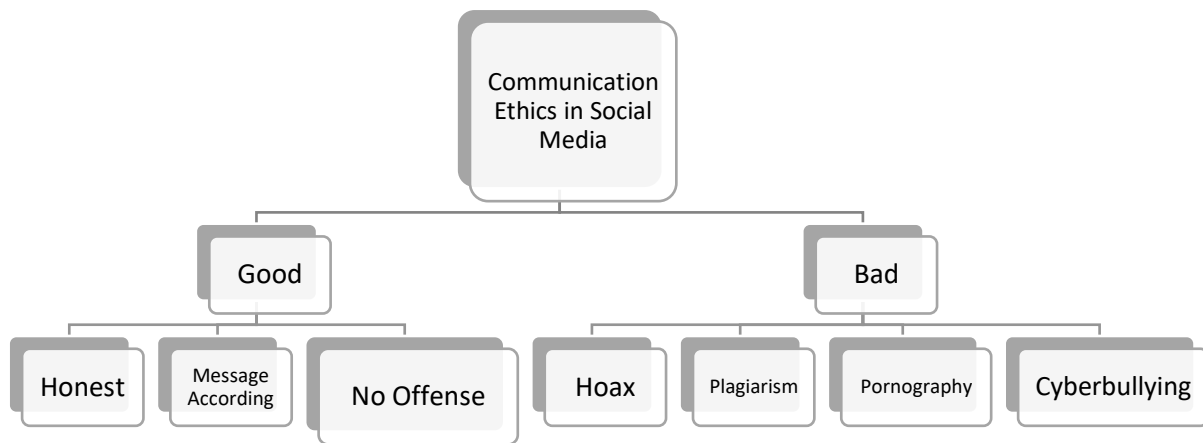 Communication
Ethics in Social
Media
Good
Bad
Honest
Message
According
No Offense
Hoax
Plagiarism
Pornography
Cyberbullying